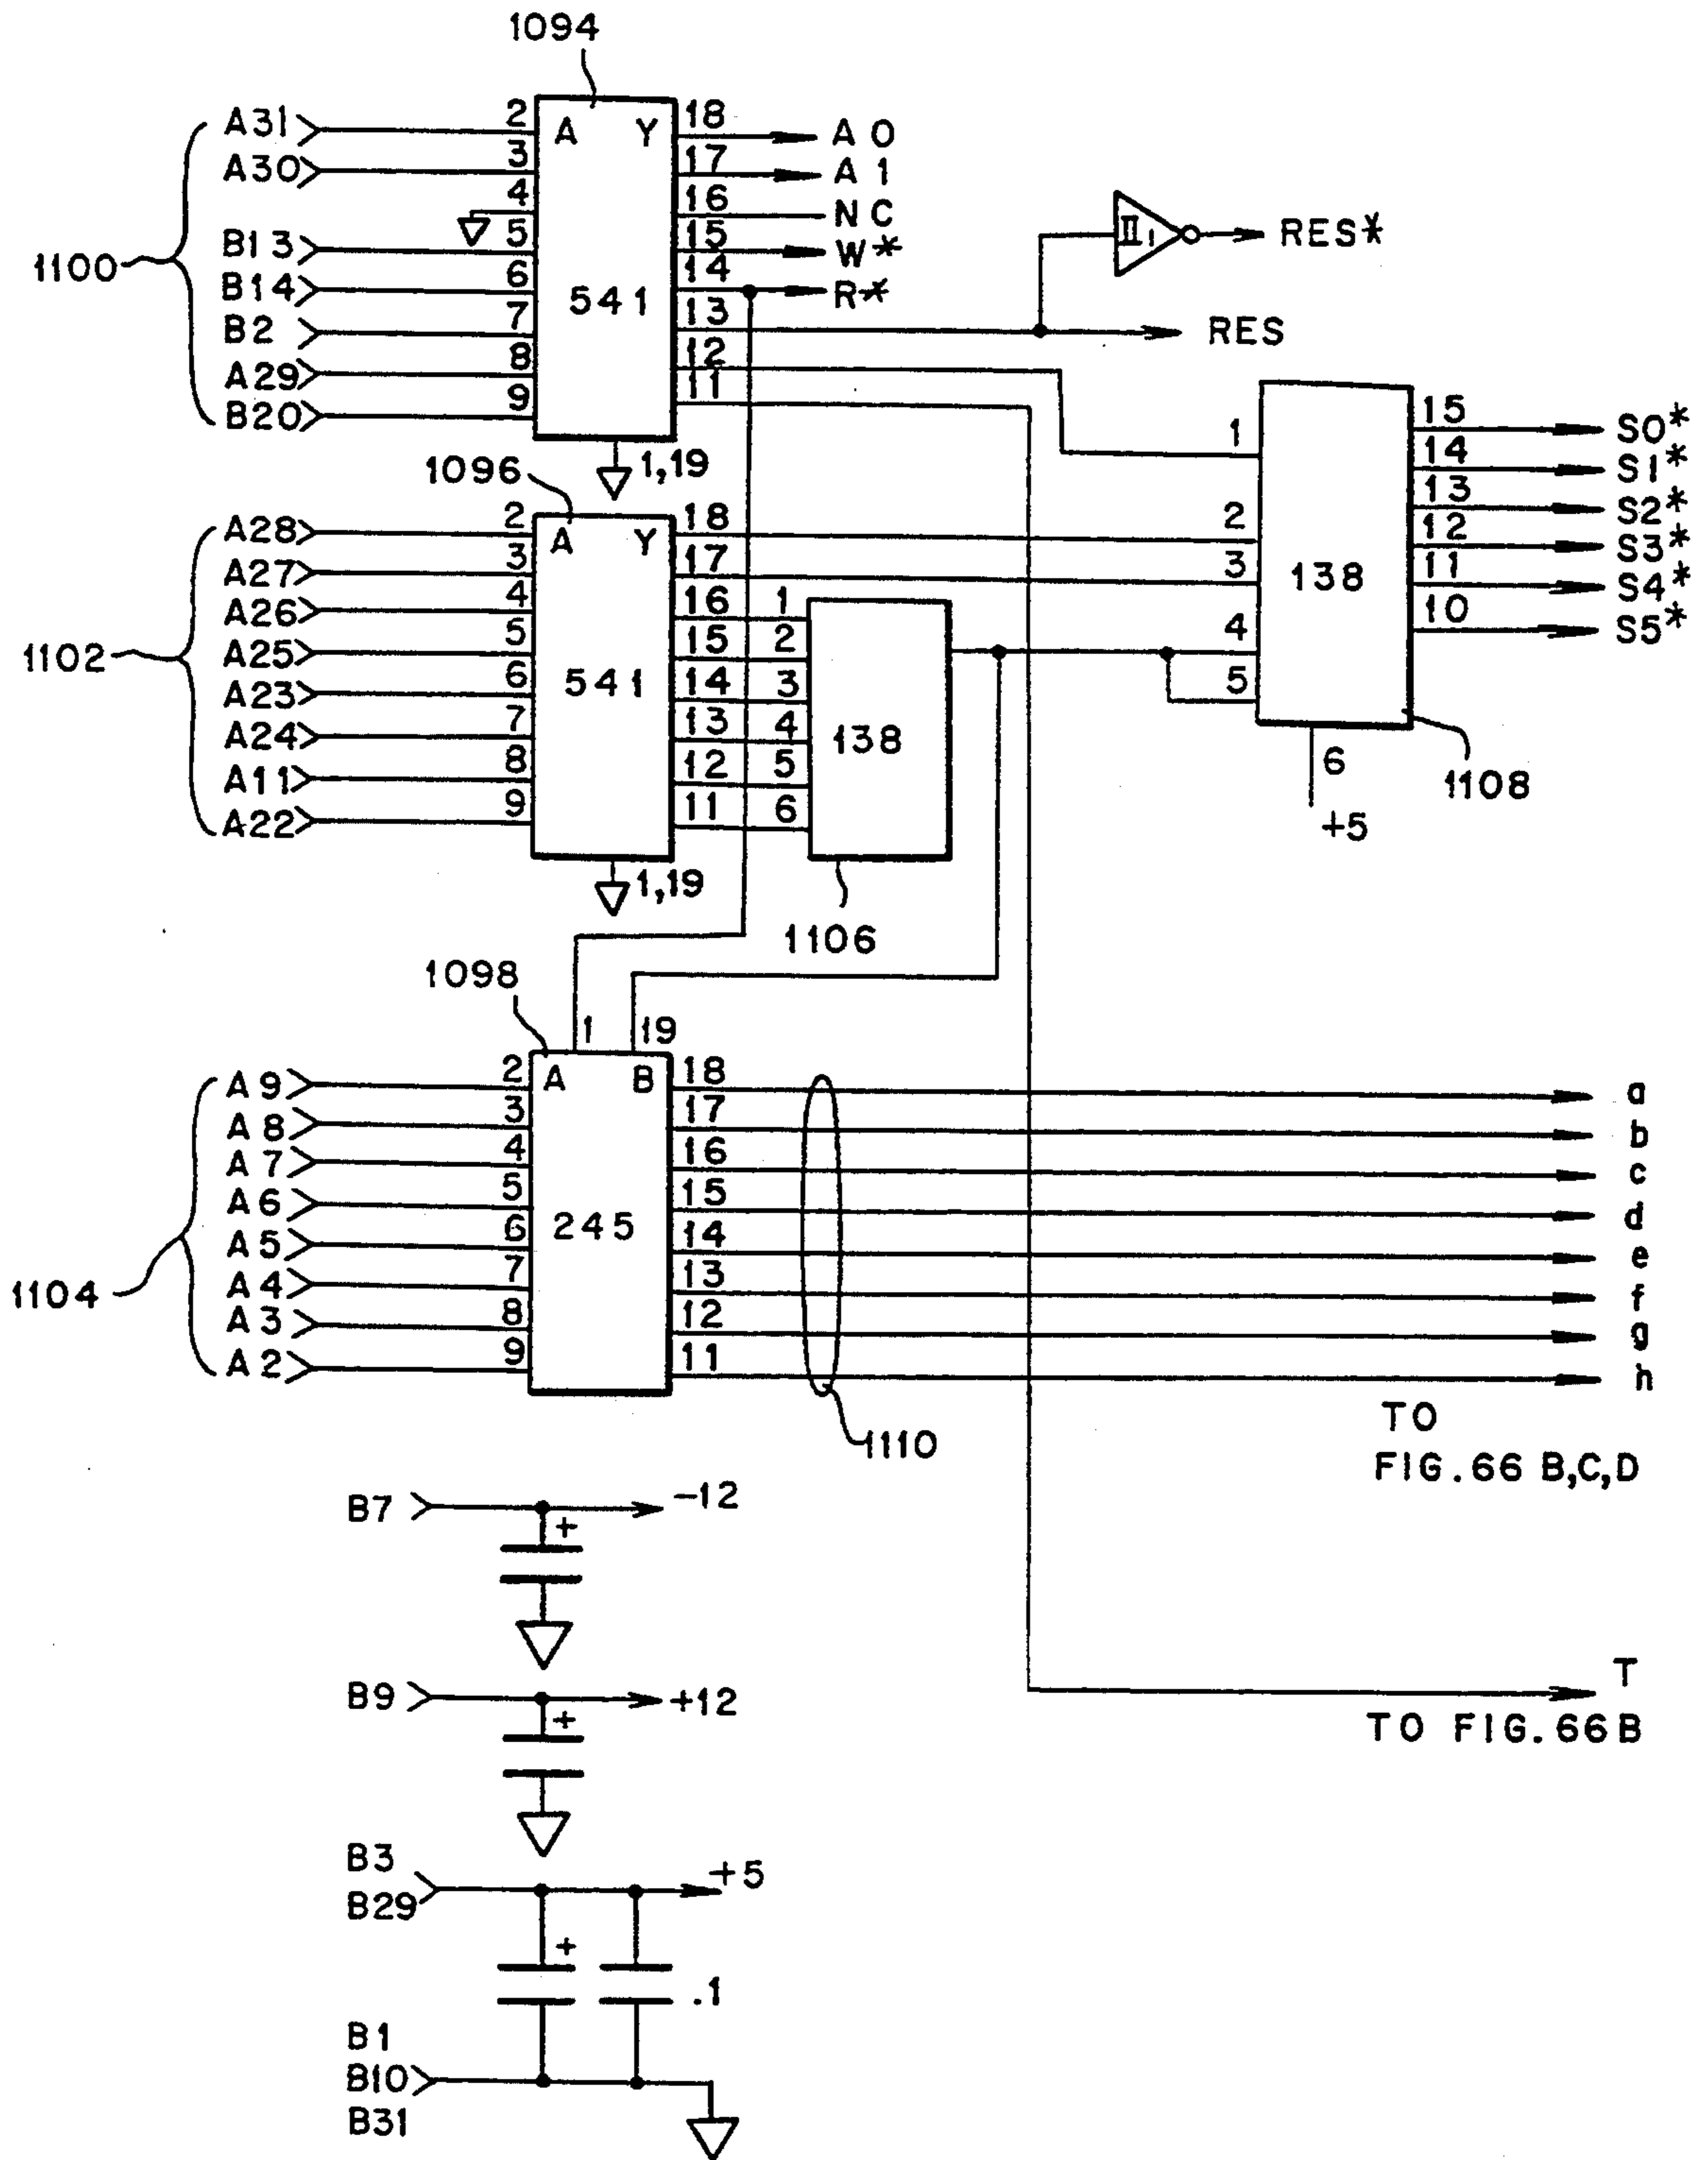 1094
A31 2 A Y 18 A0
A30 3 17 A1
4 16 NC
B13 5 15 W*
B14 6 541 14 R*
B2 7 13 RES
A29 8 12
B20 9 11
1100
RES*
1,19
1096
A28 2 A Y 18 2
A27 3 17 3
A26 4 16 1
A25 5 15 2
A23 6 541 14 3
A24 7 13 4
A11 8 12 5
A22 9 11 6
1102
138
1106
1,19
1
138
4
5
6
+5
1108
15 S0*
14 S1*
13 S2*
12 S3*
11 S4*
10 S5*
1098
1 19
A9 2 A B 18 a
A8 3 17 b
A7 4 16 c
A6 5 15 d
A5 6 245 14 e
A4 7 13 f
A3 8 12 g
A2 9 11 h
1104
1110
TO
FIG.66 B,C,D
B7 -12
+
B9 +12
+
T
TO FIG.66B
B3
B29
+5
+
.1
B1
B10
B31